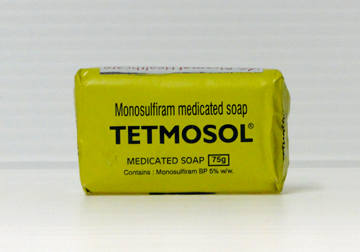 Monosulfiram medicated soap
TETMOSOL®
MEDICATED SOAP 75g
Contains : Monosulfiram BP 5% w/w.